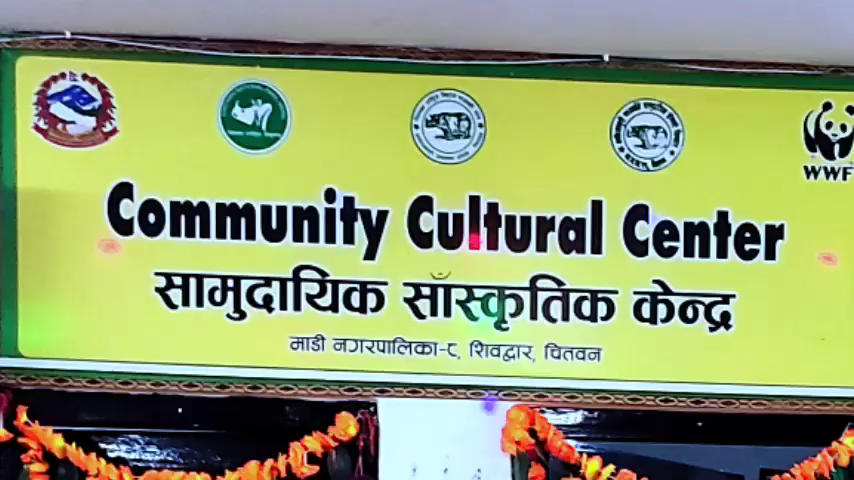 WWF
Community Cultural Center
सामुदायिक साँस्कृतिक केन्द्र
माडी नगरपालिका-८, शिवद्वार, चितवन